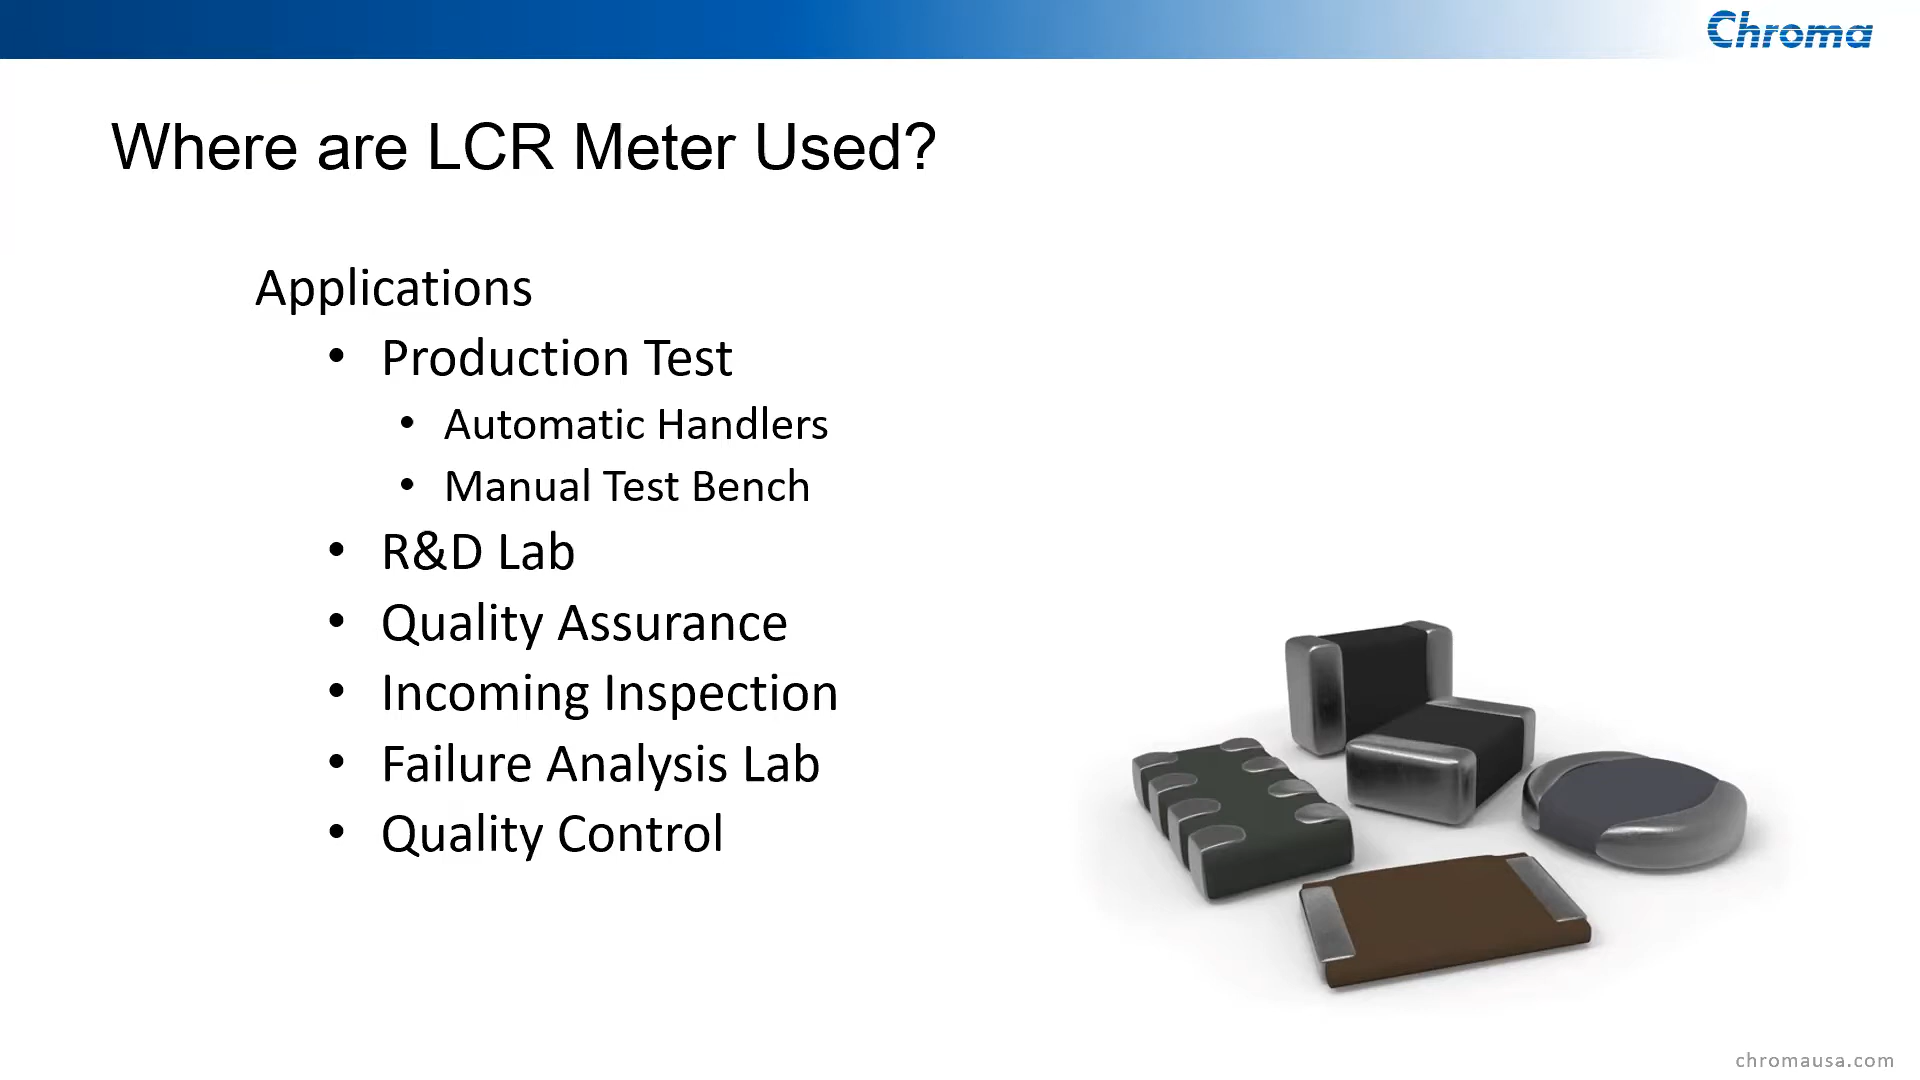 Chroma
Where are LCR Meter Used?
Applications
• Production Test
• Automatic Handlers
• Manual Test Bench
• R&D Lab
• Quality Assurance
• Incoming Inspection
• Failure Analysis Lab
• Quality Control
chromausa.com